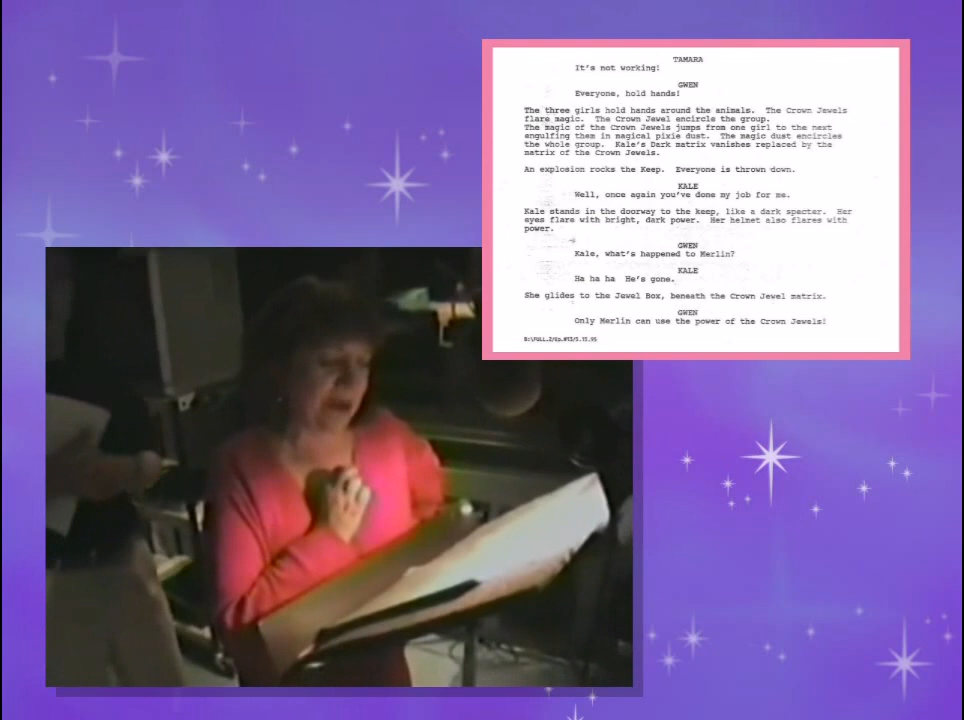 TAMARA
It's not working!
GWEN
Everyone, hold hands!
The three girls hold hands around the animals. The Crown Jewels
flare magic. The Crown Jewel encircle the group.
The magic of the Crown Jewels jumps from one girl to the next
engulfing them in magical pixie dust. The magic dust encircles
the whole group. Kale's Dark matrix vanishes replaced by the
matrix of the Crown Jewels.
An explosion rocks the Keep. Everyone is thrown down.
KALE
Well, once again you've done my job for me.
Kale stands in the doorway to the keep, like a dark specter. Her
eyes flare with bright, dark power. Her helmet also flares with
power.
GWEN
Kale, what's happened to Merlin?
KALE
Ha ha ha He's gone.
She glides to the Jewel Box, beneath the Crown Jewel matrix.
GWEN
Only Merlin can use the power of the Crown Jewels!